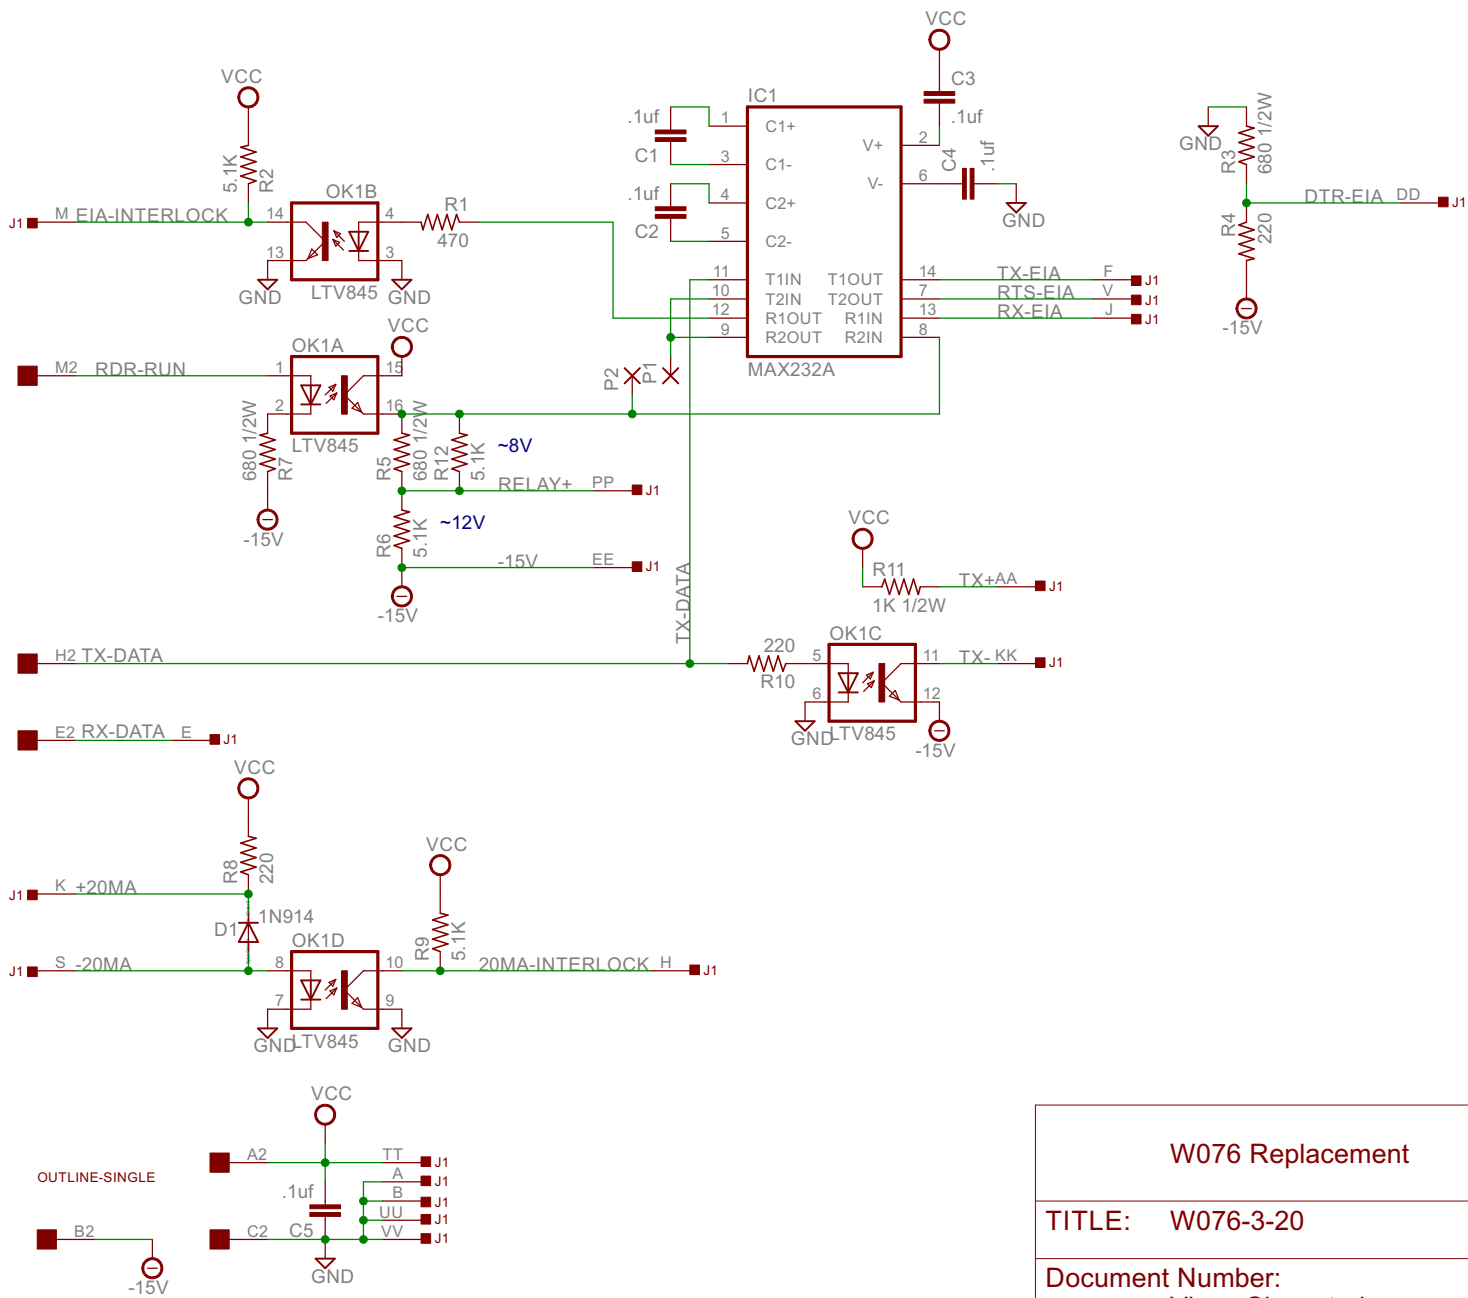 VCC
C3
.1uf
IC1
MAX232A
1 C1+
3 C1-
4 C2+
5 C2-
11 T1IN
10 T2IN
12 R1OUT
9 R2OUT
V+ 2
V- 6
T1OUT 14
T2OUT 7
R1IN 13
R2IN 8
.1uf
C1
.1uf
C2
C4
.1uf
GND
TX-EIA F J1
RTS-EIA V J1
RX-EIA J J1
GND
R3
680 1/2W
DTR-EIA DD J1
R4
220
-15V
VCC
5.1K
R2
J1 M EIA-INTERLOCK
OK1B
14
13
4
3
GND
LTV845
GND
R1
470
VCC
OK1A
M2 RDR-RUN
1
2
15
16
LTV845
680 1/2W
R7
-15V
R5
680 1/2W
R12
5.1K
~8V
RELAY+ PP J1
R6
5.1K
~12V
-15V EE J1
-15V
P2
P1
TX-DATA
VCC
R11
1K 1/2W
TX+ AA J1
H2 TX-DATA
220
R10
OK1C
5
6
11
12
TX- KK J1
GND
LTV845
-15V
E2 RX-DATA E J1
VCC
R8
220
J1 K +20MA
D1
1N914
J1 S -20MA
OK1D
8
7
10
9
GND
LTV845
GND
VCC
R9
5.1K
20MA-INTERLOCK H J1
VCC
OUTLINE-SINGLE
A2
.1uf
C5
C2
TT J1
A J1
B J1
UU J1
VV J1
GND
B2
-15V
W076 Replacement
TITLE: W076-3-20
Document Number: